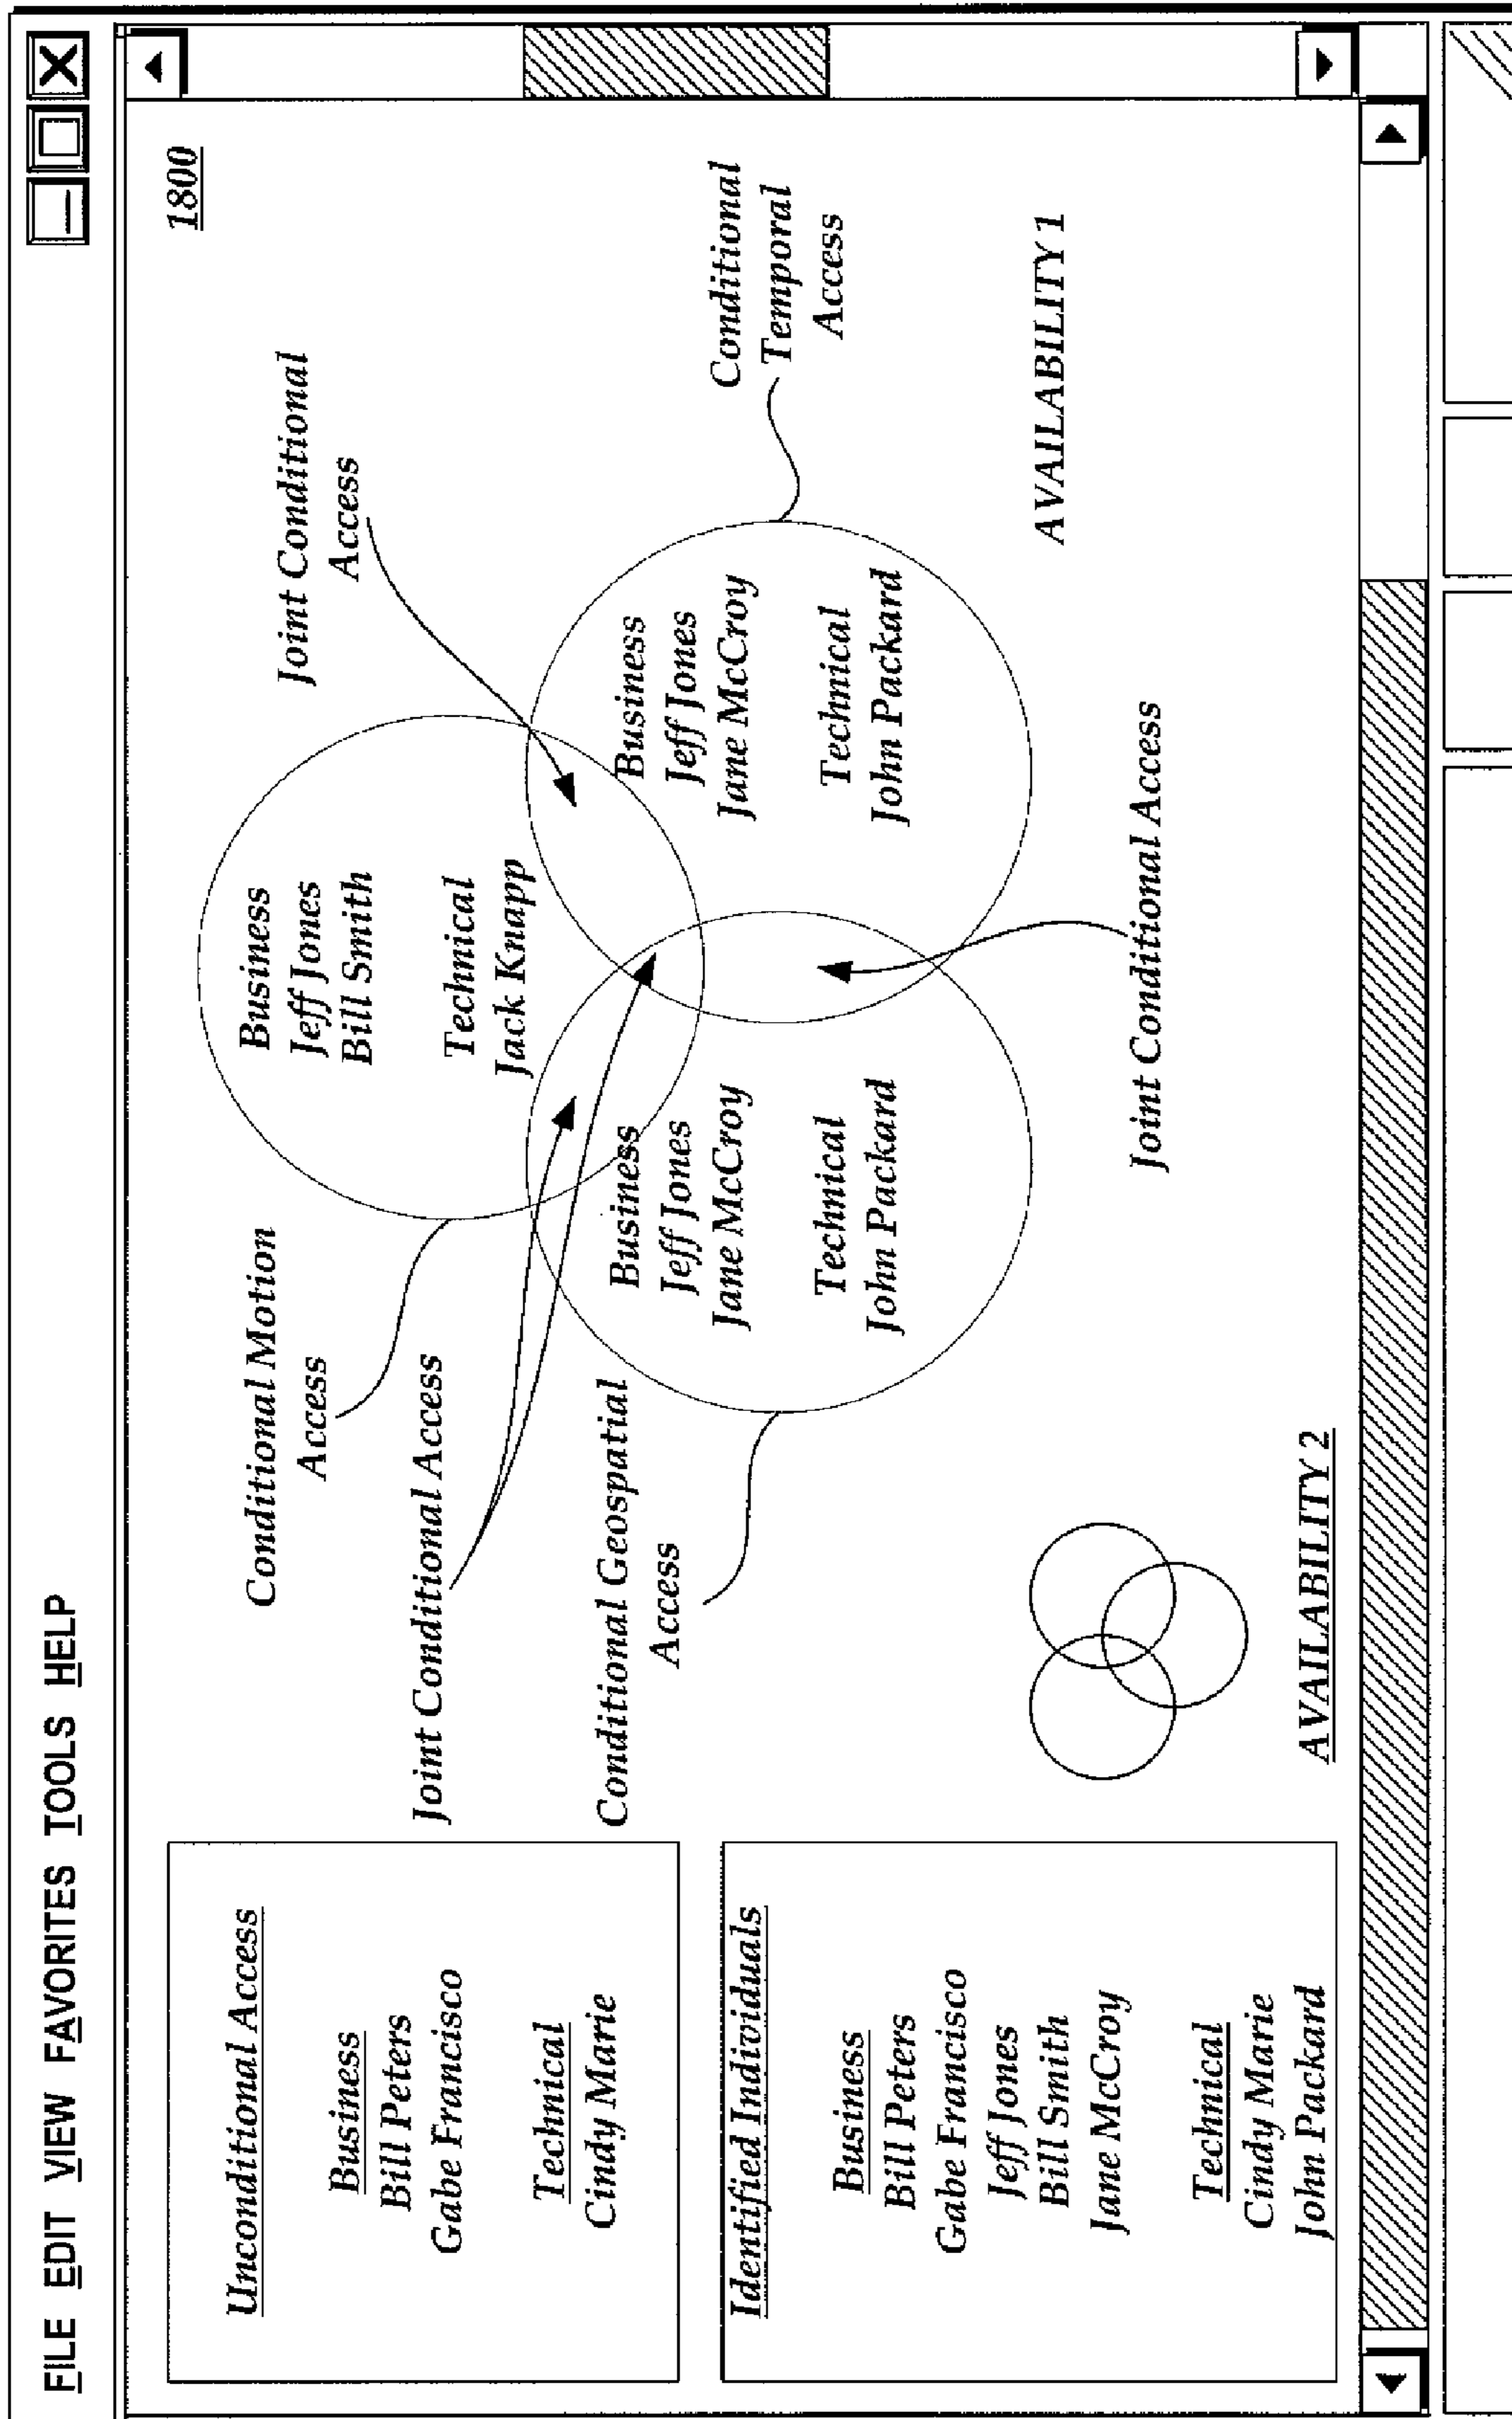 FILE EDIT VIEW FAVORITES TOOLS HELP
1800
Unconditional Access
Business
Bill Peters
Gabe Francisco
Technical
Cindy Marie
Identified Individuals
Business
Bill Peters
Gabe Francisco
Jeff Jones
Bill Smith
Jane McCroy
Technical
Cindy Marie
John Packard
Conditional Motion
Access
Joint Conditional Access
Conditional Geospatial
Access
Business
Jeff Jones
Bill Smith
Technical
Jack Knapp
Business
Jeff Jones
Jane McCroy
Technical
John Packard
Joint Conditional
Access
Business
Jeff Jones
Jane McCroy
Technical
John Packard
Conditional
Temporal
Access
Joint Conditional Access
AVAILABILITY 1
AVAILABILITY 2